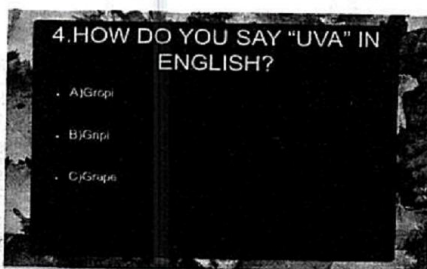 4.HOW DO YOU SAY "UVA" IN
ENGLISH?
• A)Gropi
• B)Gripi
• C)Grape